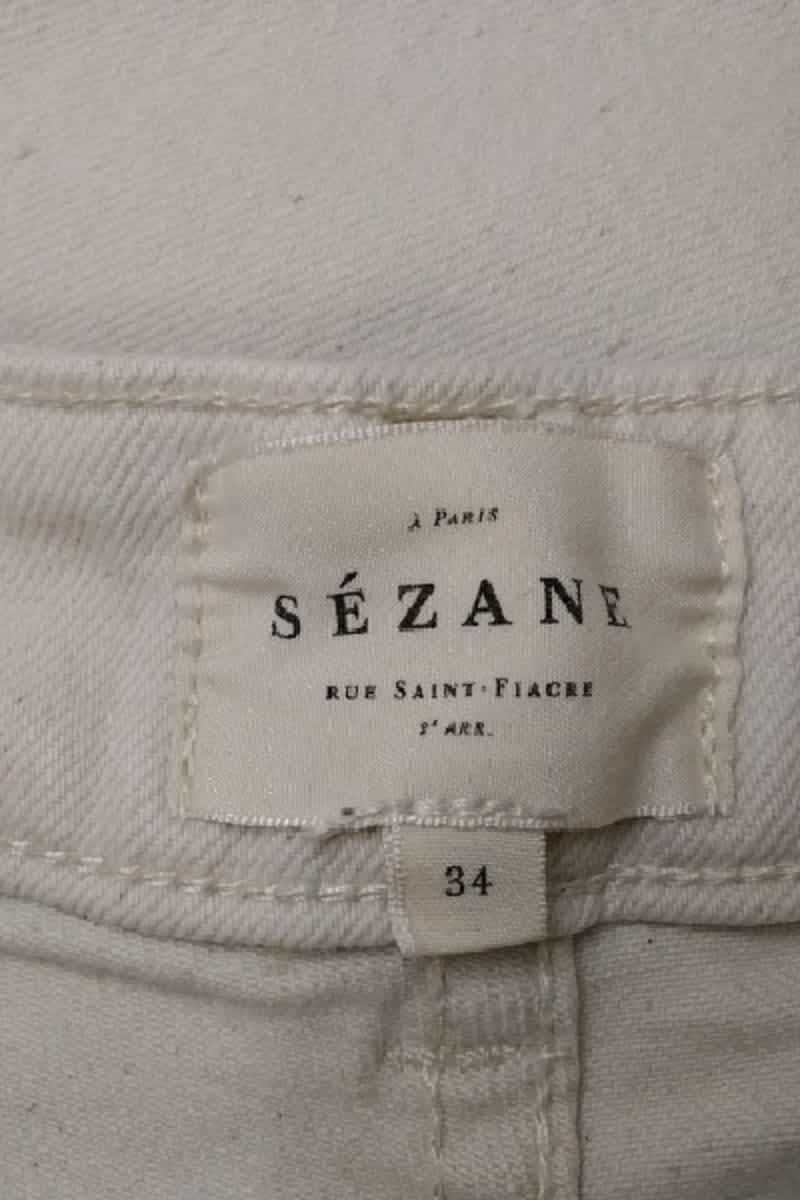 À PARIS
SÉZANE
RUE SAINT-FIACRE
2ᵉ ARR.
34